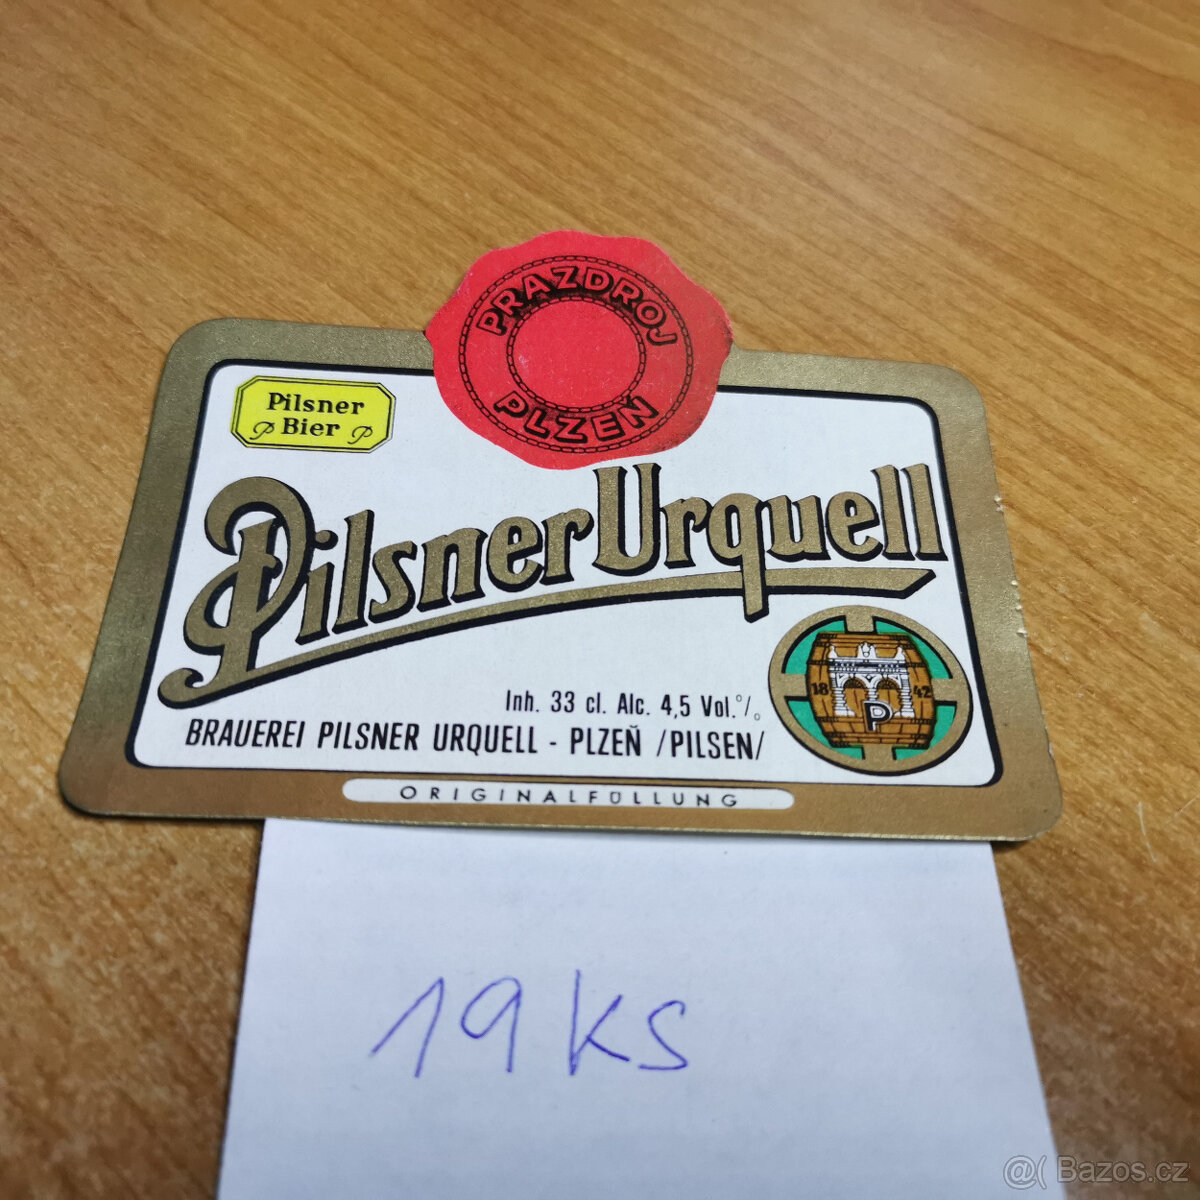 PRAZDROJ
PLZEŇ
Pilsner
Bier
P P
Pilsner Urquell
Inh. 33 cl. Alc. 4,5 Vol.%
BRAUEREI PILSNER URQUELL - PLZEŇ /PILSEN/
18 42
P
ORIGINALFÜLLUNG
19 ks
@( Bazos.cz